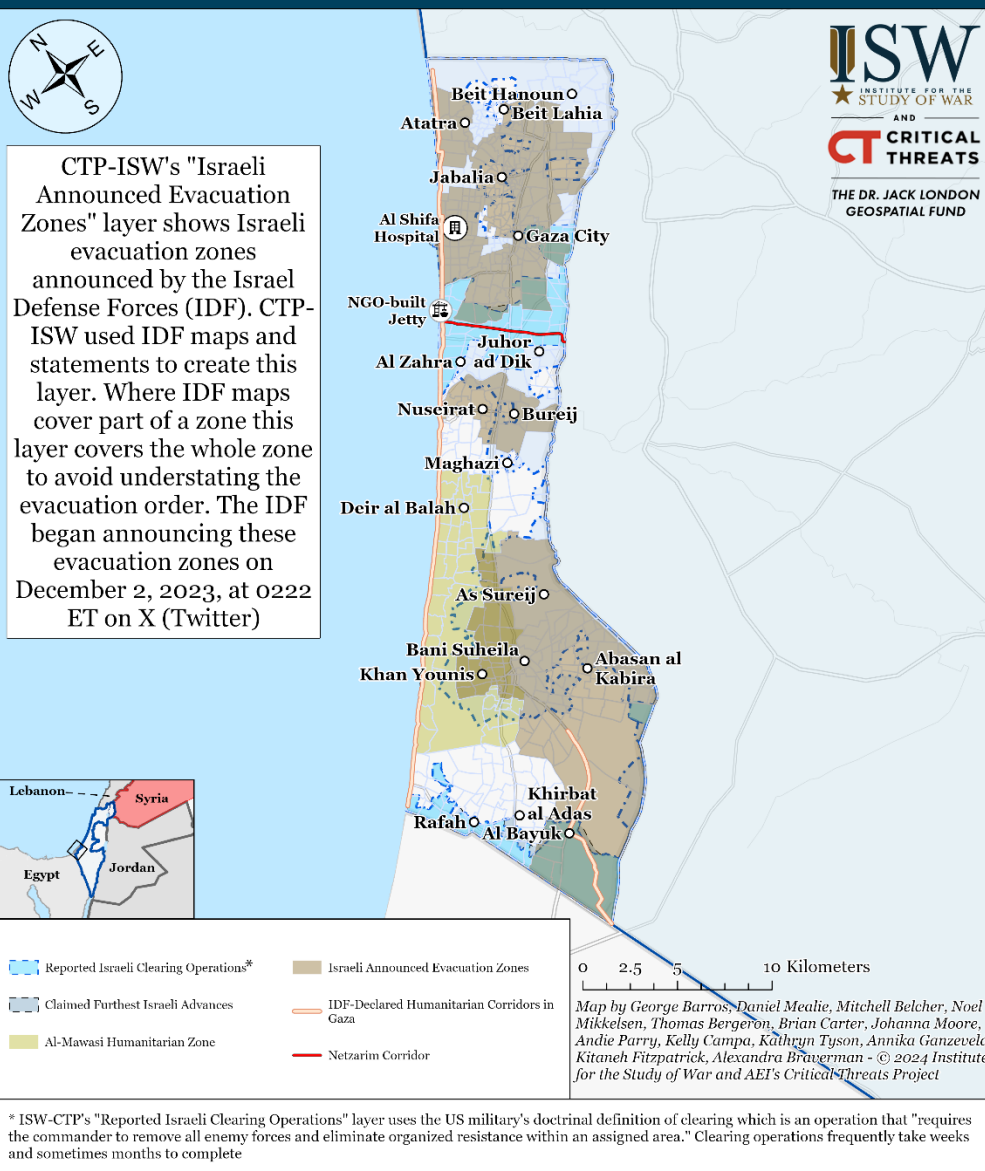 N
E
W
S
ISW
INSTITUTE FOR THE
STUDY OF WAR
AND
CT CRITICAL
THREATS
THE DR. JACK LONDON
GEOSPATIAL FUND
CTP-ISW's "Israeli
Announced Evacuation
Zones" layer shows Israeli
evacuation zones
announced by the Israel
Defense Forces (IDF). CTP-
ISW used IDF maps and
statements to create this
layer. Where IDF maps
cover part of a zone this
layer covers the whole zone
to avoid understating the
evacuation order. The IDF
began announcing these
evacuation zones on
December 2, 2023, at 0222
ET on X (Twitter)
Beit Hanoun
Beit Lahia
Atatra
Jabalia
Al Shifa
Hospital
Gaza City
NGO-built
Jetty
Juhor
ad Dik
Al Zahra
Nuseirat
Bureij
Maghazi
Deir al Balah
As Sureij
Bani Suheila
Abasan al
Kabira
Khan Younis
Khirbat
al Adas
Rafah
Al Bayuk
Lebanon
Syria
Jordan
Egypt
Reported Israeli Clearing Operations*
Claimed Furthest Israeli Advances
Al-Mawasi Humanitarian Zone
Israeli Announced Evacuation Zones
IDF-Declared Humanitarian Corridors in
Gaza
Netzarim Corridor
0 2.5 5 10 Kilometers
Map by George Barros, Daniel Mealie, Mitchell Belcher, Noel
Mikkelsen, Thomas Bergeron, Brian Carter, Johanna Moore,
Andie Parry, Kelly Campa, Kathryn Tyson, Annika Ganzeveld
Kitaneh Fitzpatrick, Alexandra Braverman - © 2024 Institute
for the Study of War and AEI's Critical Threats Project
* ISW-CTP's "Reported Israeli Clearing Operations" layer uses the US military's doctrinal definition of clearing which is an operation that "requires
the commander to remove all enemy forces and eliminate organized resistance within an assigned area." Clearing operations frequently take weeks
and sometimes months to complete